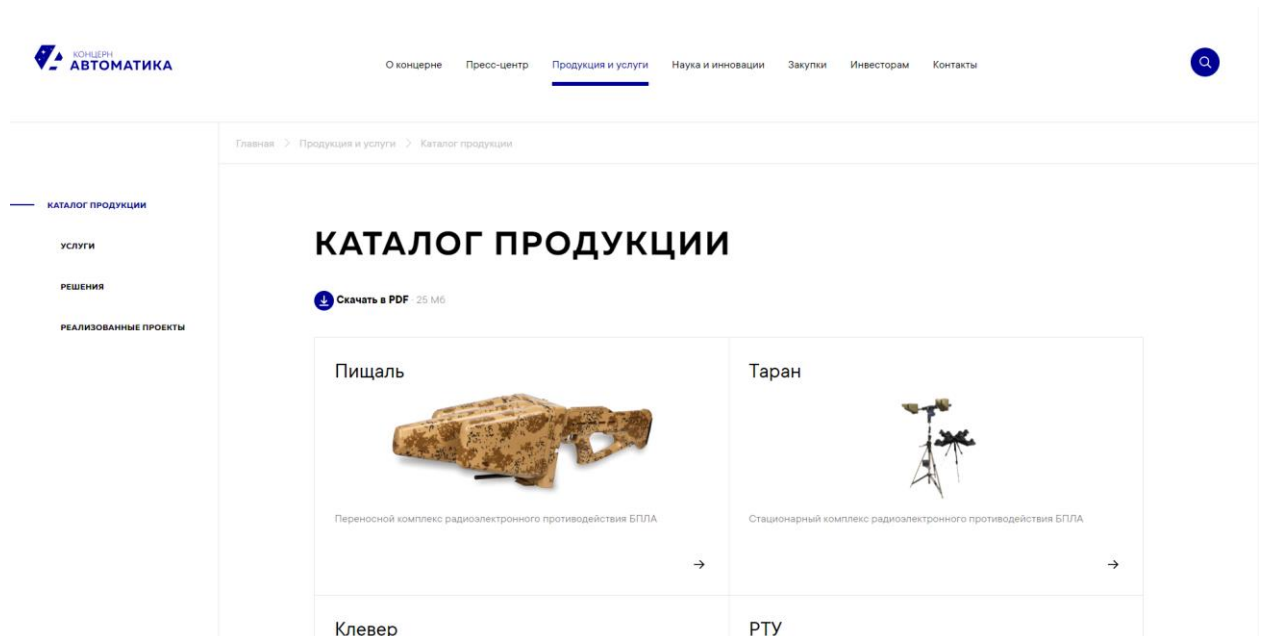 КОНЦЕРН
АВТОМАТИКА
О концерне Пресс-центр Продукция и услуги Наука и инновации Закупки Инвесторам Контакты
Главная > Продукция и услуги > Каталог продукции
КАТАЛОГ ПРОДУКЦИИ
УСЛУГИ
РЕШЕНИЯ
РЕАЛИЗОВАННЫЕ ПРОЕКТЫ
КАТАЛОГ ПРОДУКЦИИ
Скачать в PDF · 25 Мб
Пищаль
Переносной комплекс радиоэлектронного противодействия БПЛА
Таран
Стационарный комплекс радиоэлектронного противодействия БПЛА
Клевер
РТУ